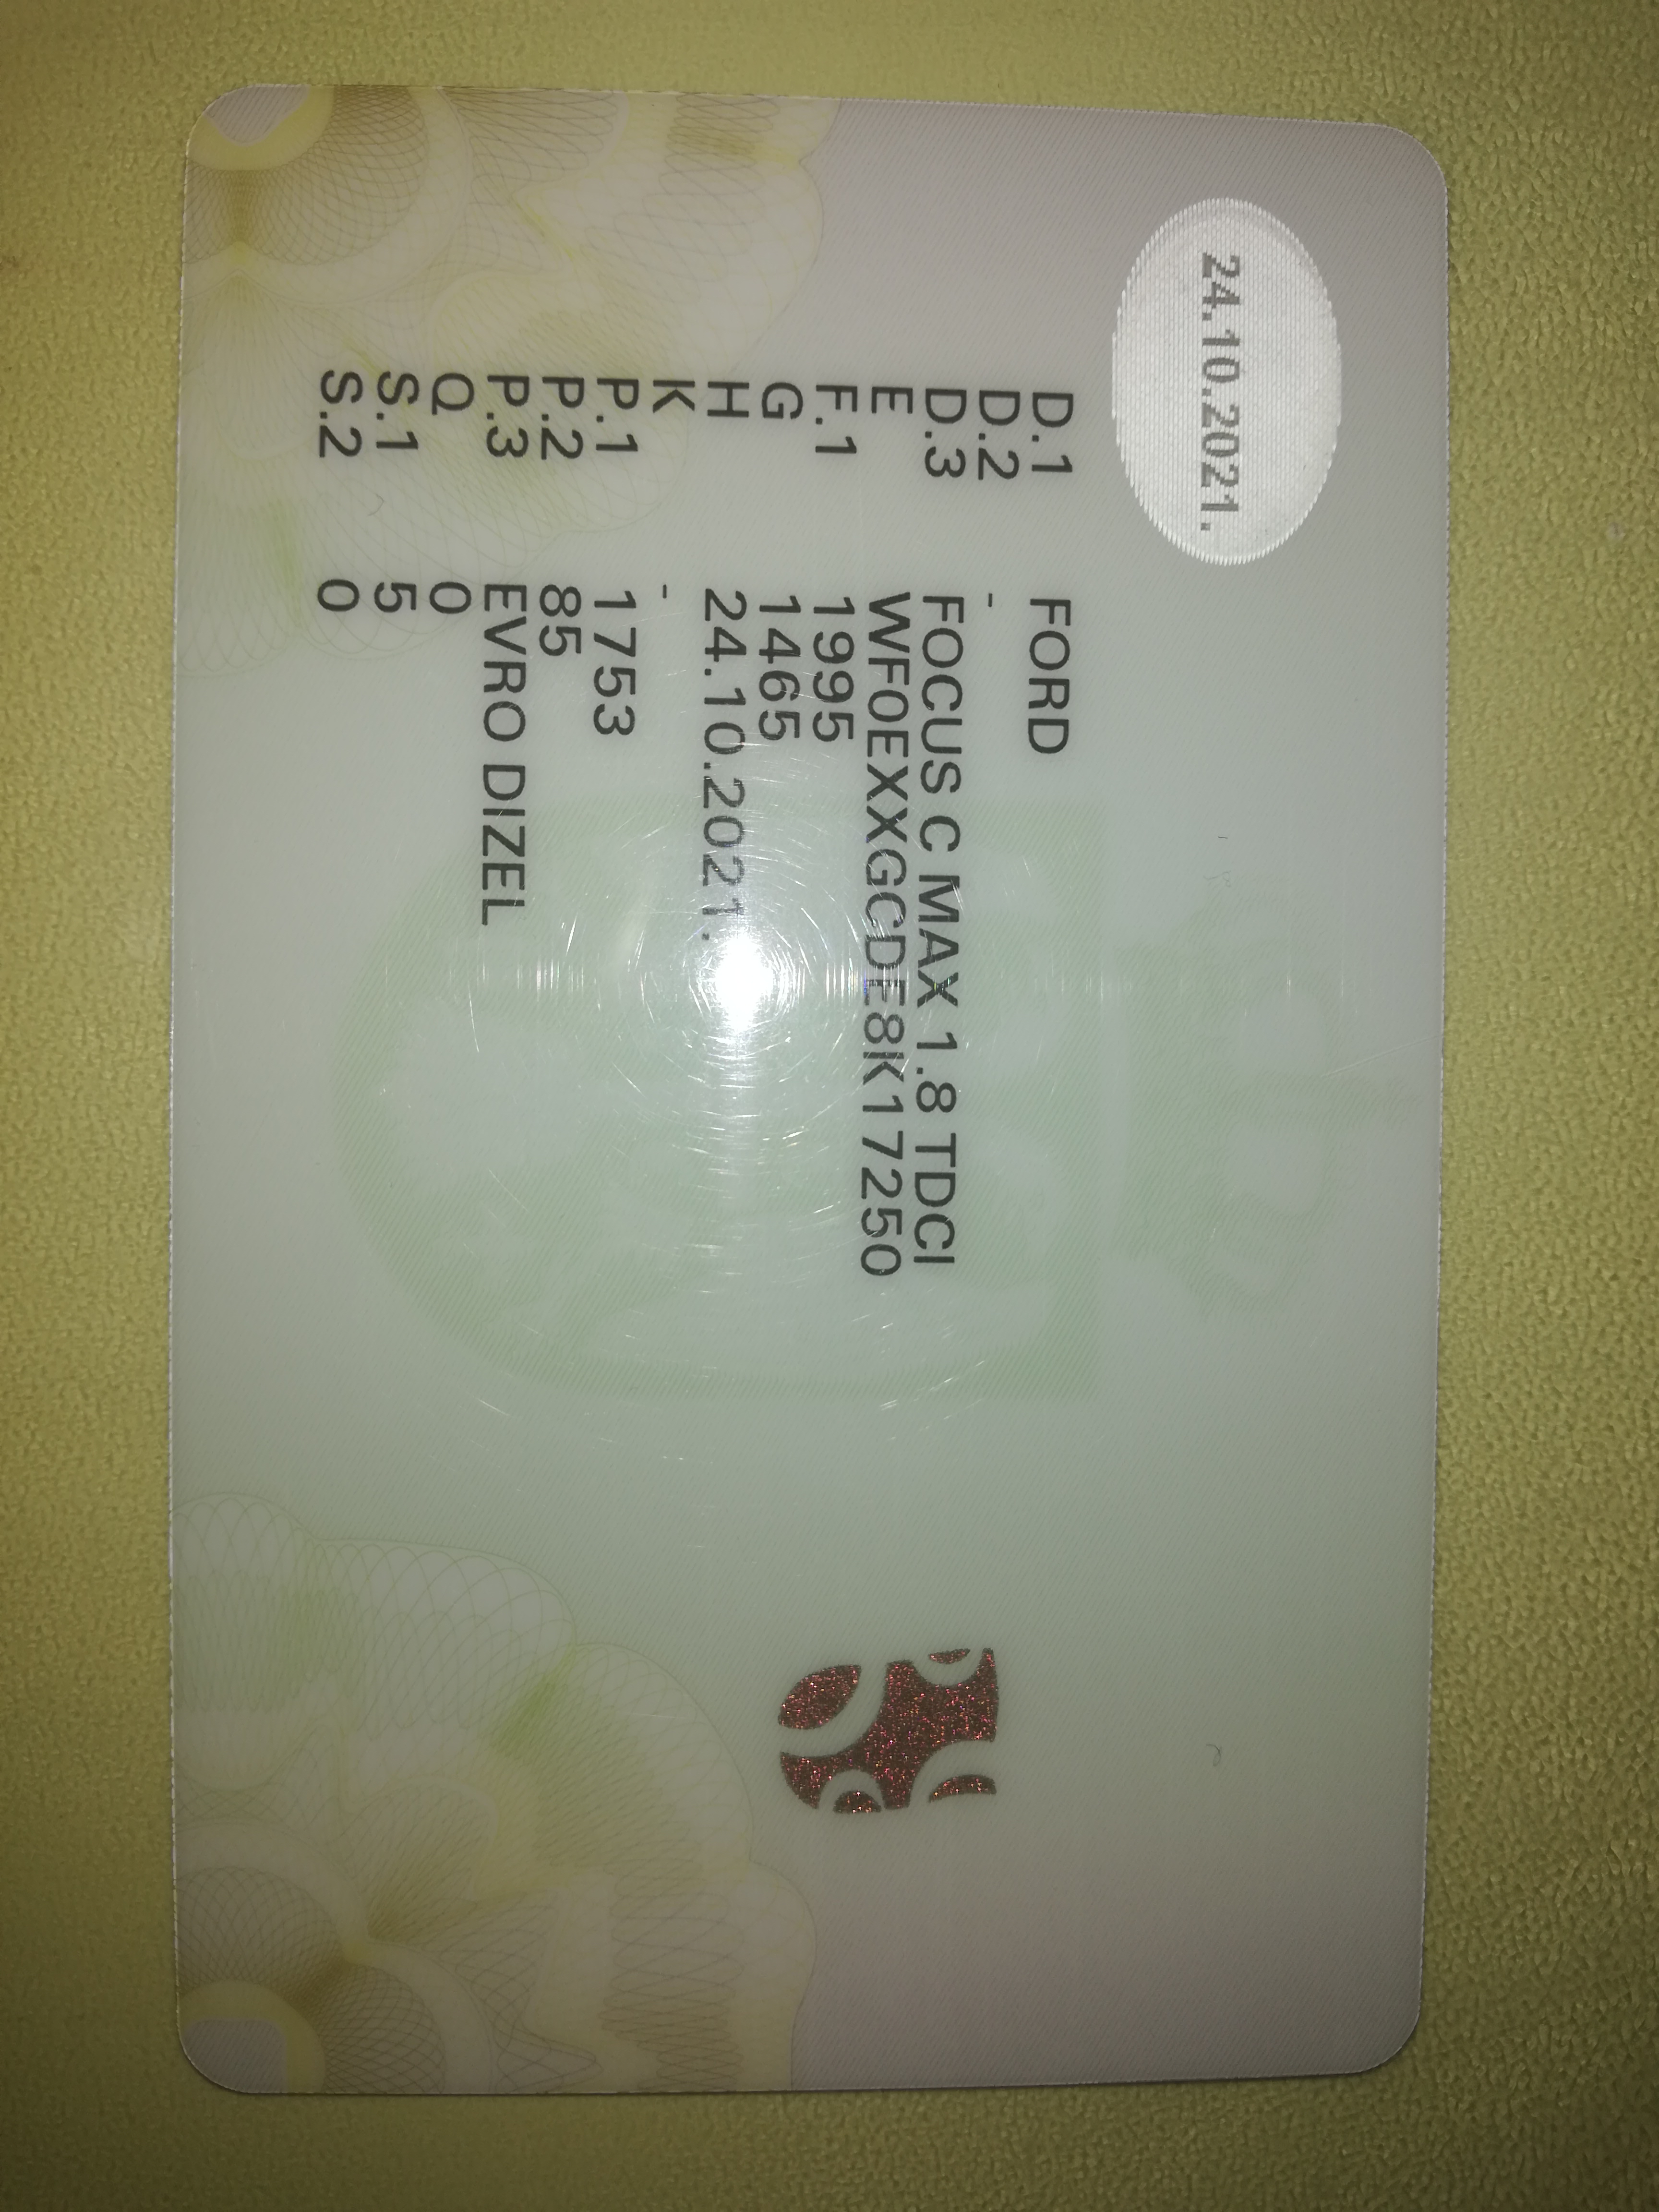 24.10.2021.
D.1 FORD
D.2 -
D.3 FOCUS C MAX 1.8 TDCI
E WF0EXXGCDE8K17250
F.1 1995
G 1465
H 24.10.2021.
K -
P.1 1753
P.2 85
P.3 EVRO DIZEL
Q 0
S.1 5
S.2 0